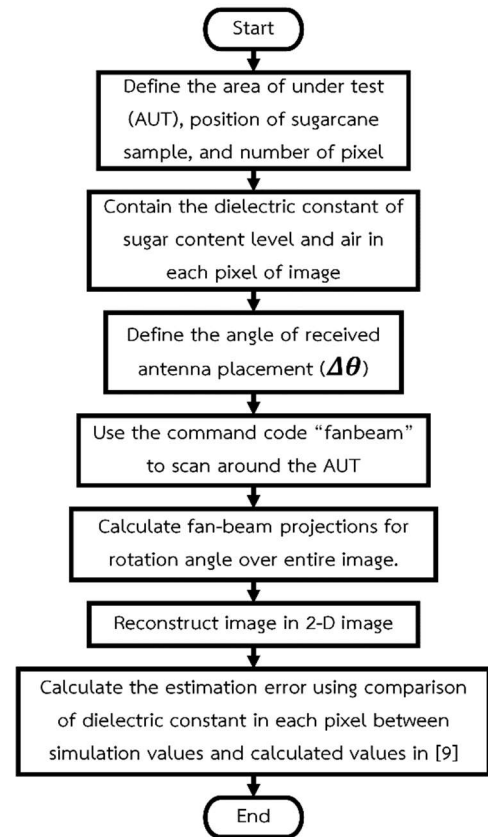 Start
Define the area of under test
(AUT), position of sugarcane
sample, and number of pixel
Contain the dielectric constant of
sugar content level and air in
each pixel of image
Define the angle of received
antenna placement (Δθ)
Use the command code “fanbeam”
to scan around the AUT
Calculate fan-beam projections for
rotation angle over entire image.
Reconstruct image in 2-D image
Calculate the estimation error using comparison
of dielectric constant in each pixel between
simulation values and calculated values in [9]
End